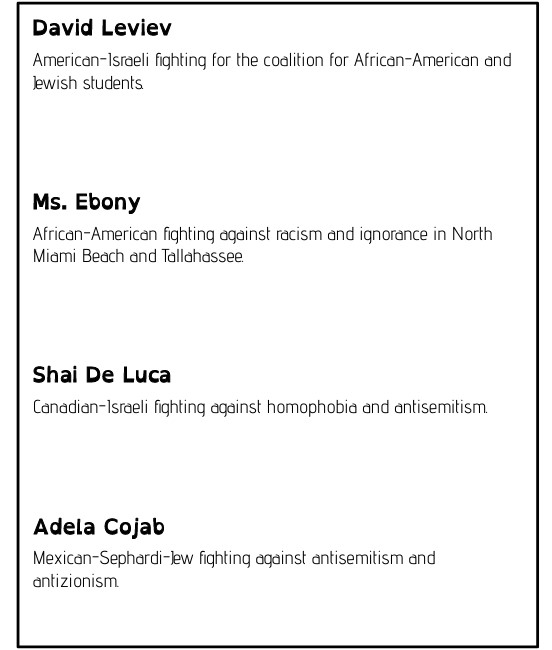 David Leviev
American-Israeli fighting for the coalition for African-American and
Jewish students.
Ms. Ebony
African-American fighting against racism and ignorance in North
Miami Beach and Tallahassee.
Shai De Luca
Canadian-Israeli fighting against homophobia and antisemitism.
Adela Cojab
Mexican-Sephardi-Jew fighting against antisemitism and
antizionism.